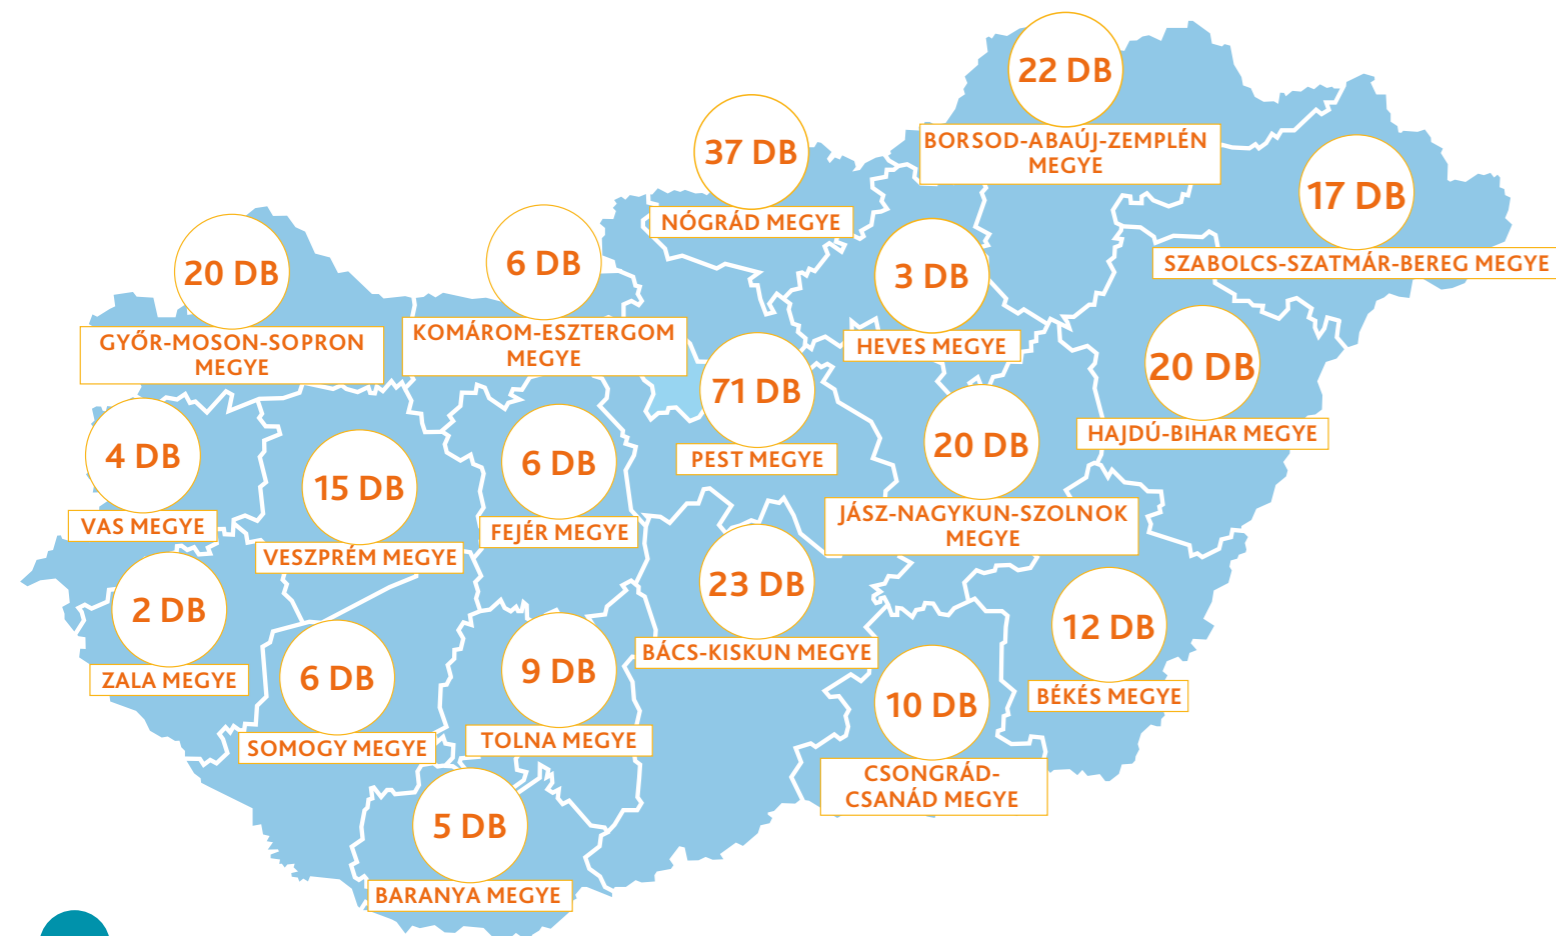 22 DB
BORSOD-ABAÚJ-ZEMPLÉN
MEGYE
37 DB
NÓGRÁD MEGYE
17 DB
SZABOLCS-SZATMÁR-BEREG MEGYE
20 DB
GYŐR-MOSON-SOPRON
MEGYE
6 DB
KOMÁROM-ESZTERGOM
MEGYE
3 DB
HEVES MEGYE
20 DB
HAJDÚ-BIHAR MEGYE
71 DB
PEST MEGYE
4 DB
VAS MEGYE
15 DB
VESZPRÉM MEGYE
6 DB
FEJÉR MEGYE
20 DB
JÁSZ-NAGYKUN-SZOLNOK
MEGYE
23 DB
BÁCS-KISKUN MEGYE
2 DB
ZALA MEGYE
6 DB
SOMOGY MEGYE
9 DB
TOLNA MEGYE
12 DB
BÉKÉS MEGYE
10 DB
CSONGRÁD-
CSANÁD MEGYE
5 DB
BARANYA MEGYE